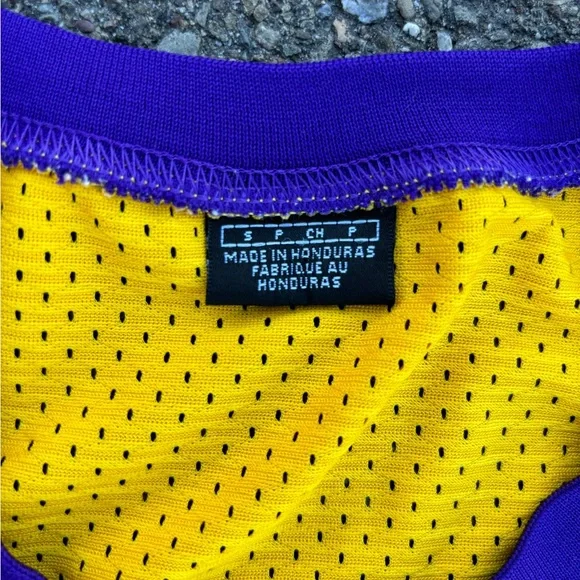 S P CH P
MADE IN HONDURAS
FABRIQUE AU
HONDURAS